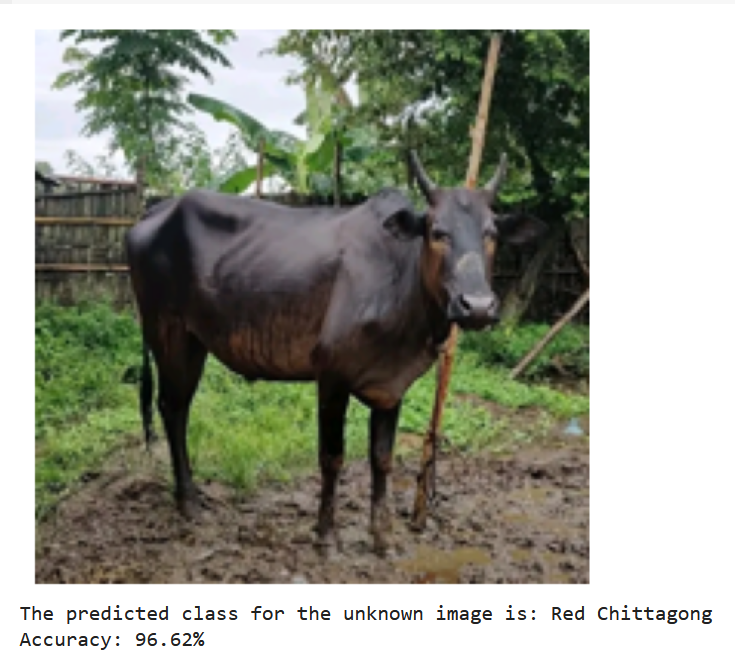 The predicted class for the unknown image is: Red Chittagong
Accuracy: 96.62%